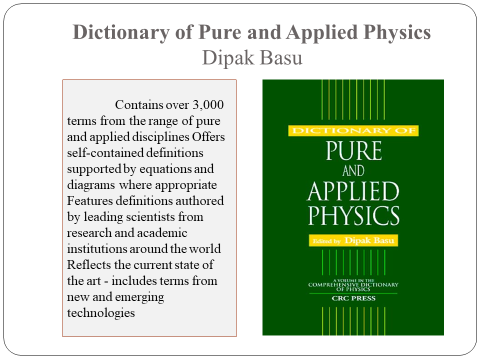 Dictionary of Pure and Applied Physics
Dipak Basu
Contains over 3,000
terms from the range of pure
and applied disciplines Offers
self-contained definitions
supported by equations and
diagrams where appropriate
Features definitions authored
by leading scientists from
research and academic
institutions around the world
Reflects the current state of
the art - includes terms from
new and emerging
technologies
DICTIONARY OF
PURE
AND
APPLIED
PHYSICS
Edited by Dipak Basu
A VOLUME IN THE
COMPREHENSIVE DICTIONARY
OF PHYSICS
CRC PRESS